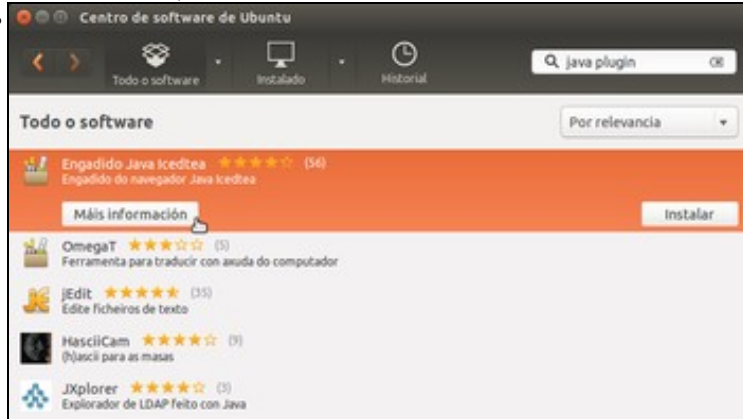 Centro de software de Ubuntu
Todo o software
Instalado
Historial
java plugin
Todo o software
Por relevancia
Engadido Java Icedtea (56)
Engadido do navegador Java Icedtea
Máis información
Instalar
OmegaT (5)
Ferramenta para traducir con axuda do computador
jEdit (35)
Edite ficheiros de texto
HasciiCam (9)
(h)ascii para as masas
JXplorer (3)
Explorador de LDAP feito con Java